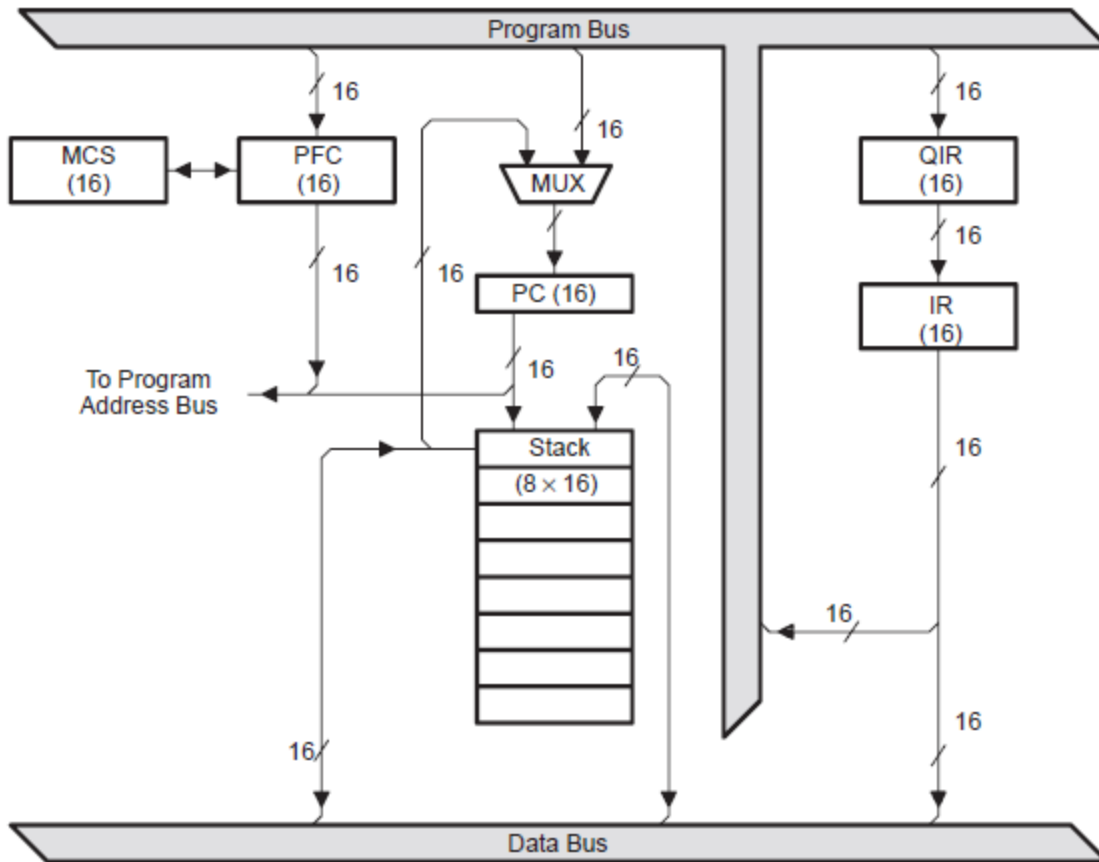 Program Bus
16
16
16
MCS
(16)
PFC
(16)
MUX
QIR
(16)
16
16
16
PC (16)
IR
(16)
16
16
To Program
Address Bus
Stack
(8 × 16)
16
16
16
16
Data Bus